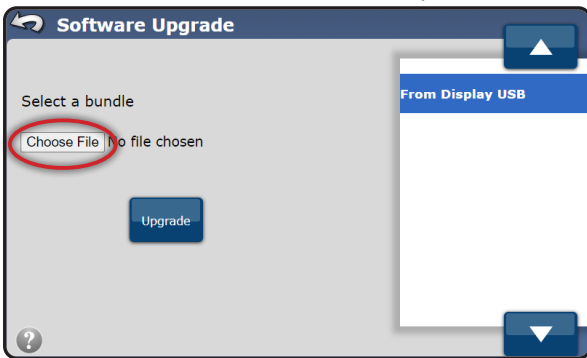 Software Upgrade
Select a bundle
Choose File No file chosen
Upgrade
From Display USB
?